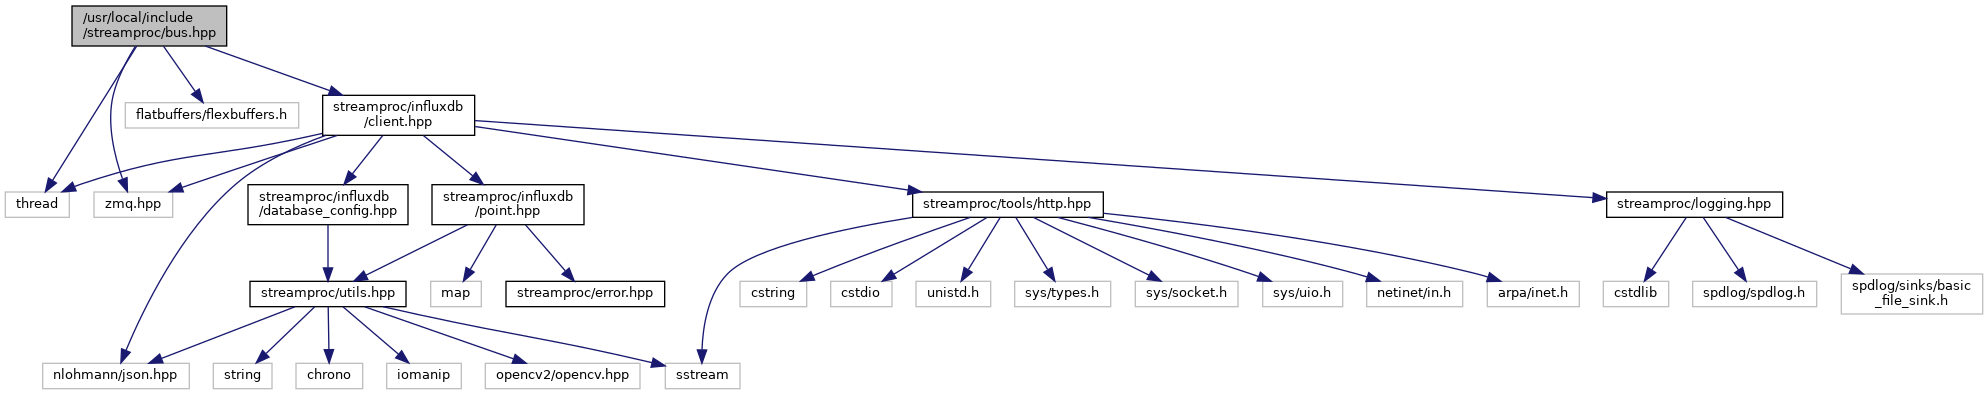 /usr/local/include
/streamproc/bus.hpp
flatbuffers/flexbuffers.h
streamproc/influxdb
/client.hpp
thread
zmq.hpp
streamproc/influxdb
/database_config.hpp
streamproc/influxdb
/point.hpp
streamproc/tools/http.hpp
streamproc/logging.hpp
streamproc/utils.hpp
map
streamproc/error.hpp
cstring
cstdio
unistd.h
sys/types.h
sys/socket.h
sys/uio.h
netinet/in.h
arpa/inet.h
cstdlib
spdlog/spdlog.h
spdlog/sinks/basic
_file_sink.h
nlohmann/json.hpp
string
chrono
iomanip
opencv2/opencv.hpp
sstream